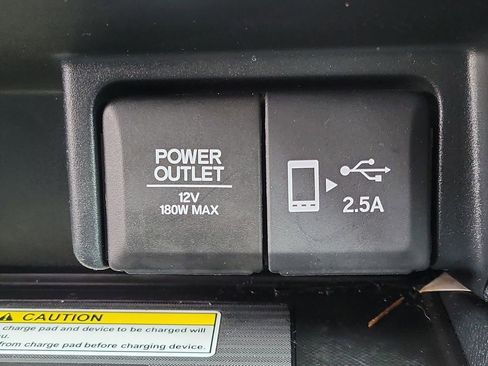 POWER
OUTLET
12V
180W MAX
2.5A
CAUTION
charge pad and device to be charged will
u.
from charge pad before charging device.